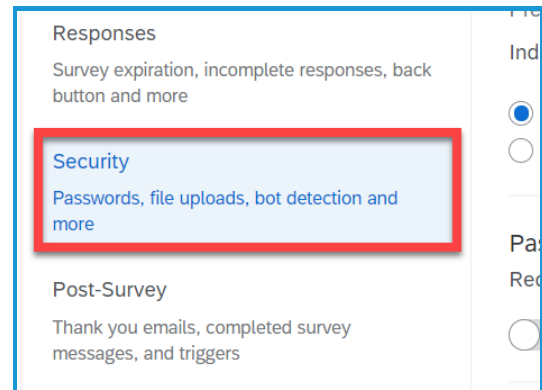 Responses
Survey expiration, incomplete responses, back
button and more
Security
Passwords, file uploads, bot detection and
more
Post-Survey
Thank you emails, completed survey
messages, and triggers